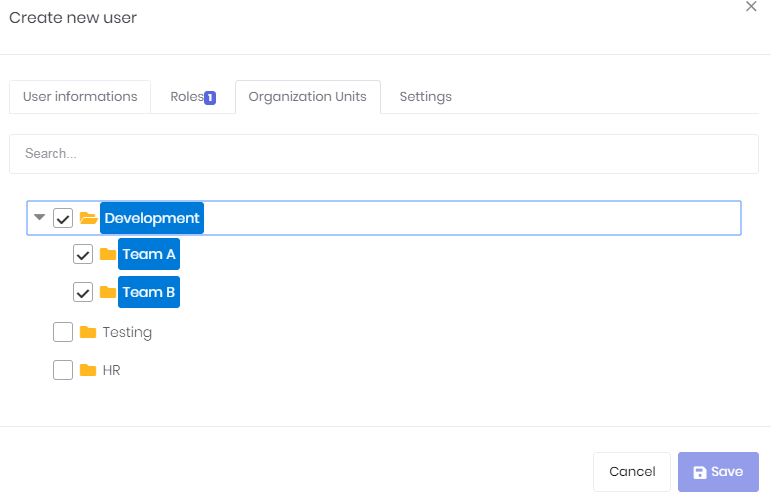 Create new user
User informations Roles 1 Organization Units Settings
Search...
Development
Team A
Team B
Testing
HR
Cancel Save